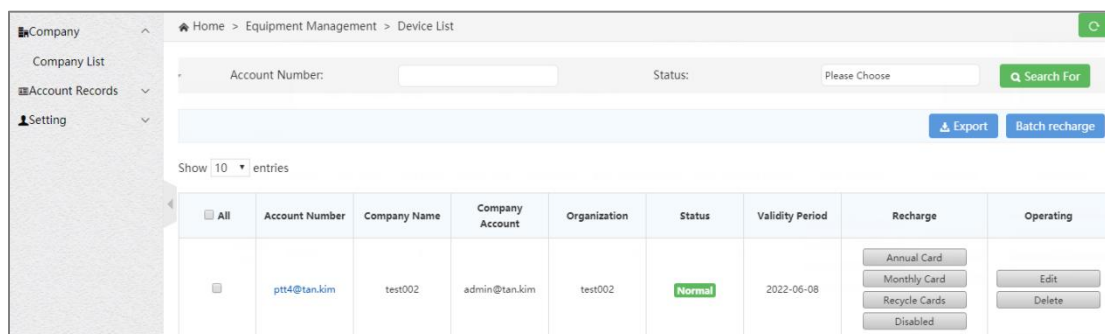 Company
Home > Equipment Management > Device List
Company List
Account Number:
Status:
Please Choose
Search For
Account Records
Setting
Export
Batch recharge
Show 10 entries
All
Account Number
Company Name
Company
Account
Organization
Status
Validity Period
Recharge
Operating
ptt4@tan.kim
test002
admin@tan.kim
test002
Normal
2022-06-08
Annual Card
Monthly Card
Recycle Cards
Disabled
Edit
Delete